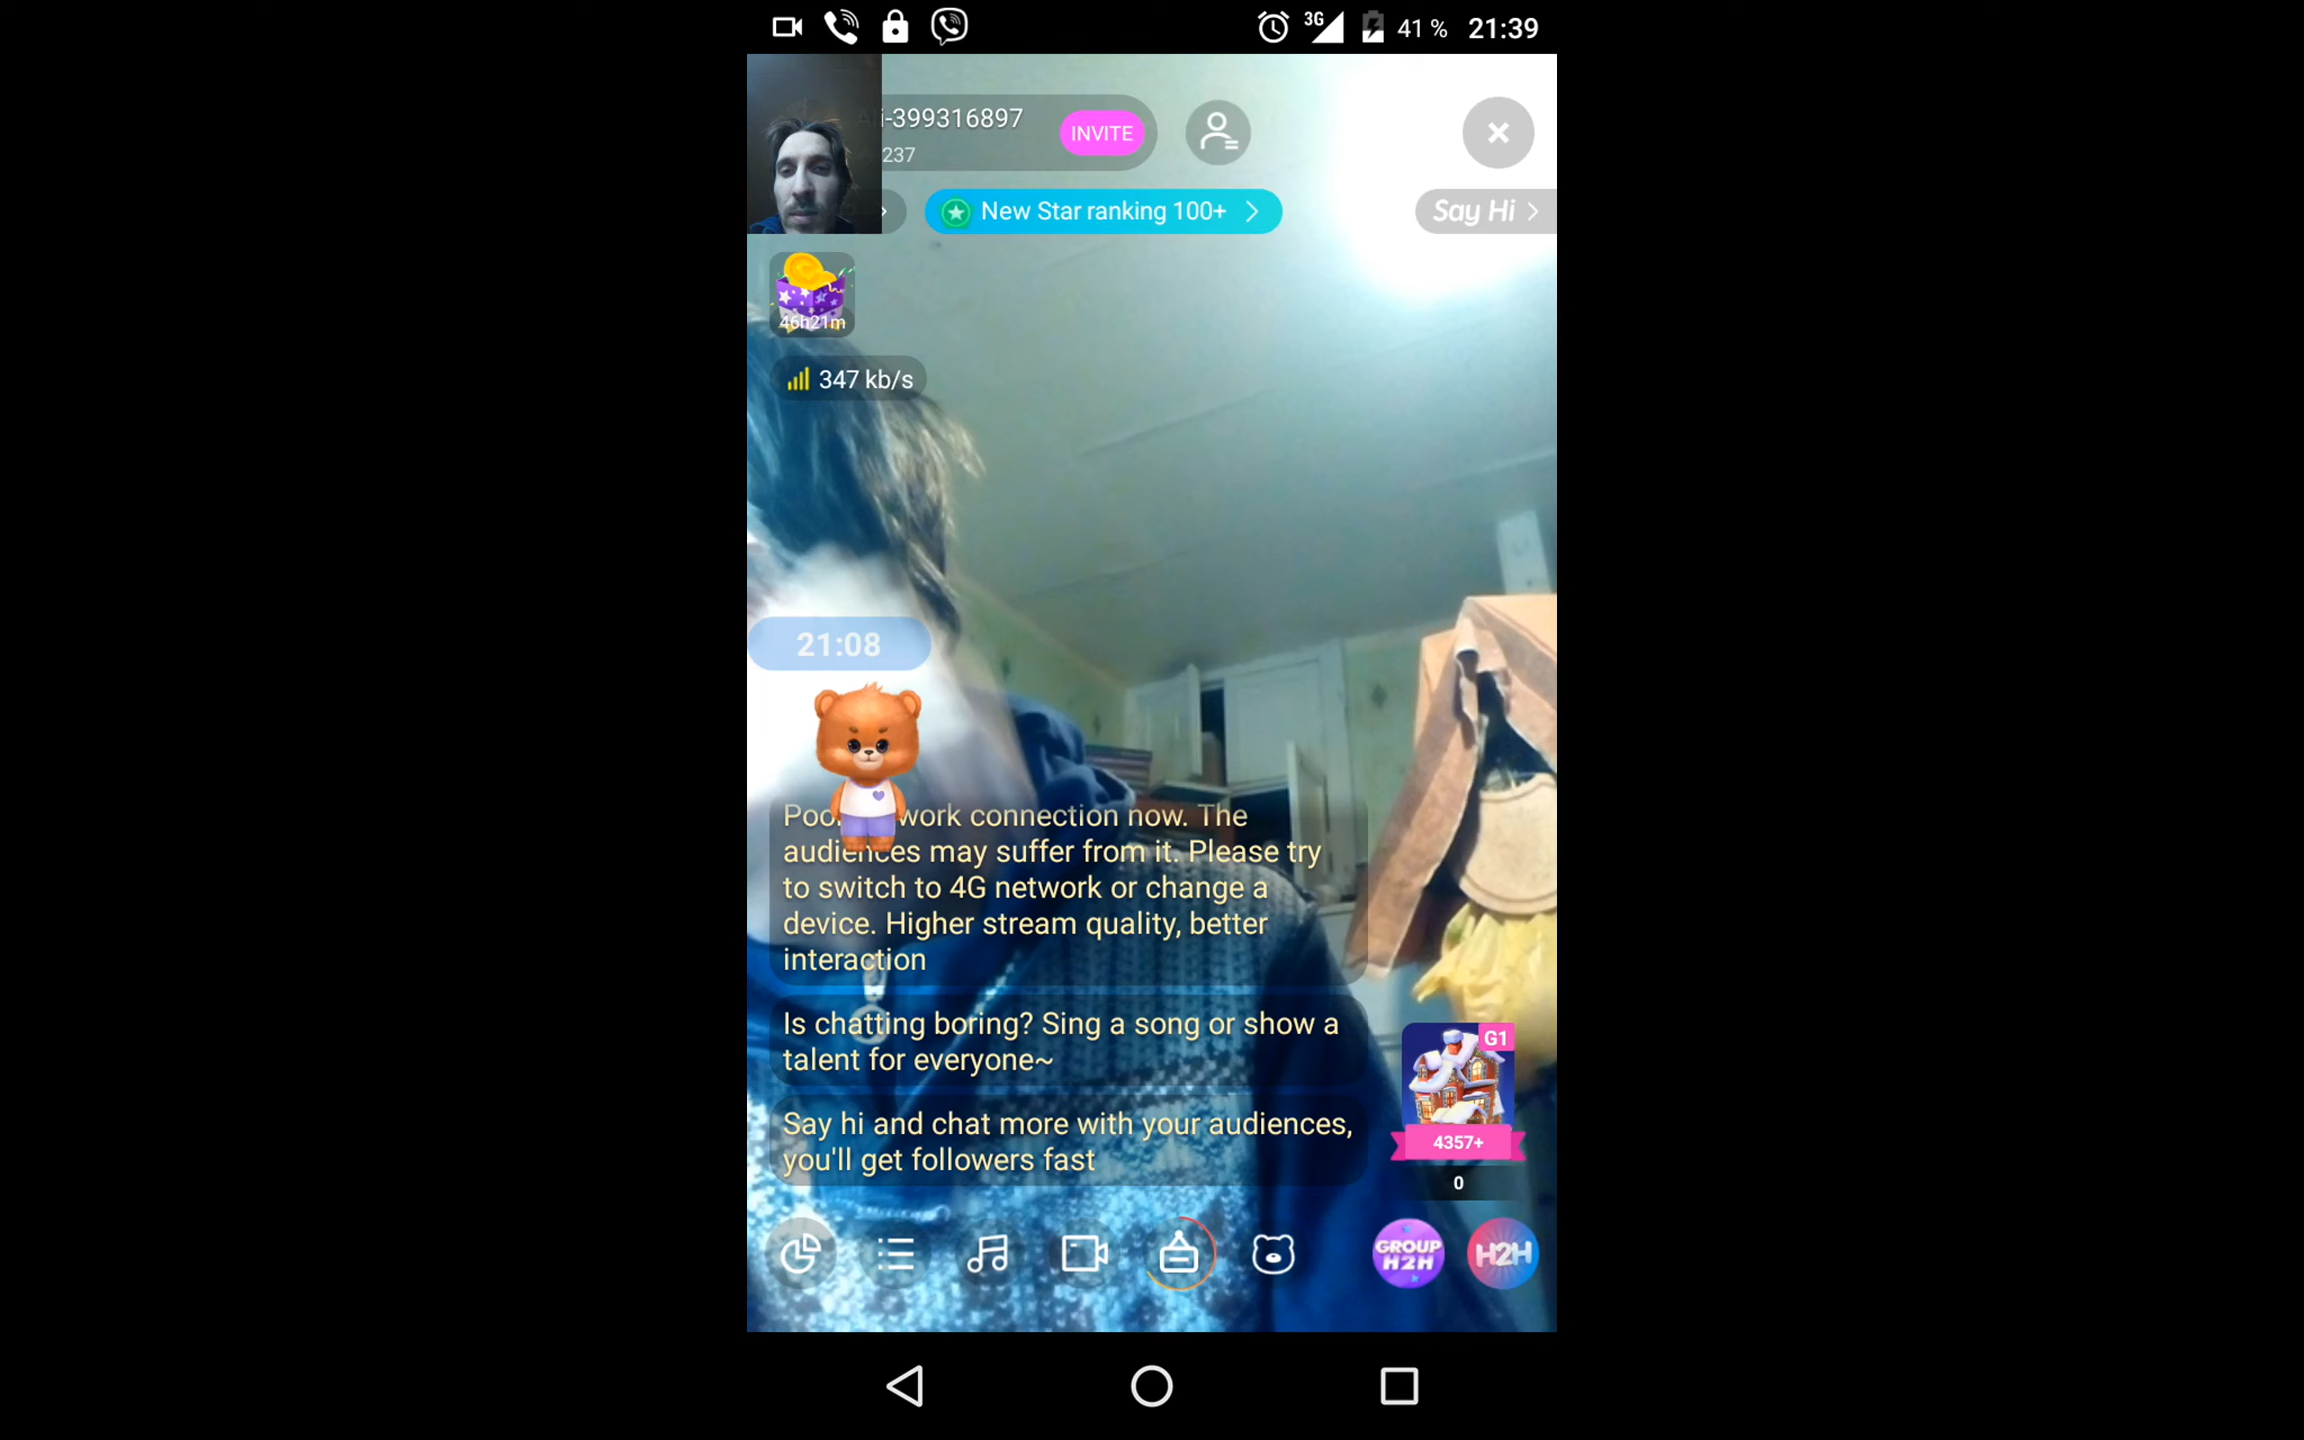 3G 41 % 21:39
i-399316897
INVITE
237
New Star ranking 100+
Say Hi
46h21m
347 kb/s
21:08
work connection now. The
audiences may suffer from it. Please try
to switch to 4G network or change a
device. Higher stream quality, better
interaction
Is chatting boring? Sing a song or show a
talent for everyone~
Say hi and chat more with your audiences,
you'll get followers fast
G1
4357+
0
GROUP
H2H
H2H